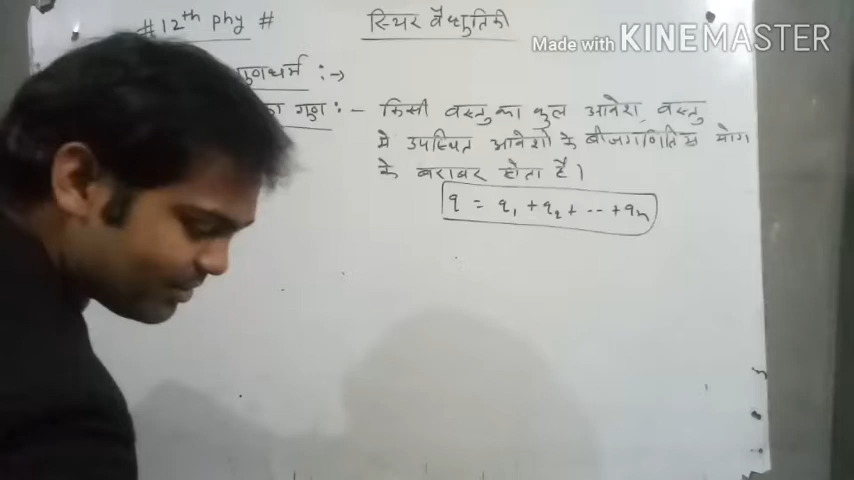 #12th phy # स्थिर वैद्युतिकी
Made with KINEMASTER
गुणधर्म :→
का गुण :- किसी वस्तु का कुल आवेश, वस्तु
मे उपस्थित आवेशो के बीजगणितिय योग
के बराबर होता है।
q = q₁ + q₂ + -- + qₙ